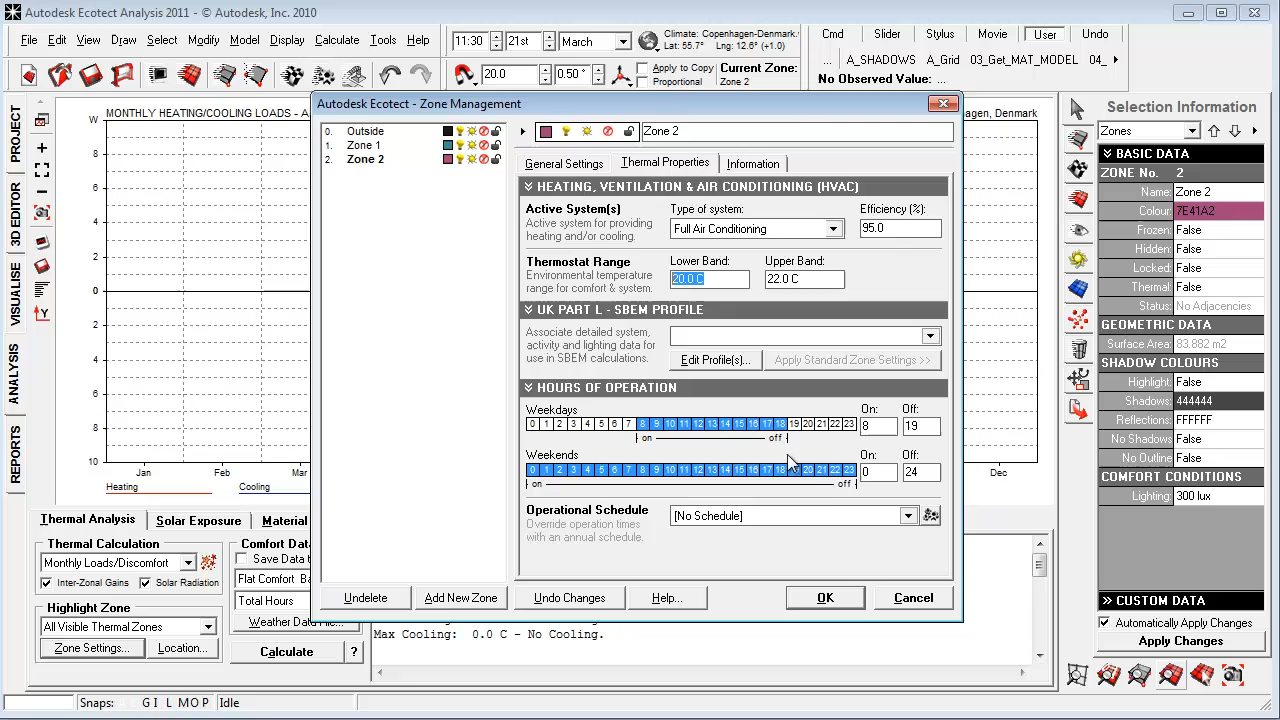 Autodesk Ecotect Analysis 2011 - © Autodesk, Inc. 2010
File Edit View Draw Select Modify Model Display Calculate Tools Help
11:30 21st March
Climate: Copenhagen-Denmark.
Lat: 55.7° Lng: 12.6° (+1.0)
Cmd Slider Stylus Movie User Undo
... A_SHADOWS A_Grid 03_Get_MAT_MODEL 04_
No Observed Value: ...
20.0 0.50 °
Apply to Copy
Proportional
Current Zone:
Zone 2
PROJECT
3D EDITOR
VISUALISE
ANALYSIS
REPORTS
W MONTHLY HEATING/COOLING LOADS - A
hagen, Denmark
8
6
4
2
0
2
4
6
8
10
Jan Feb Mar Dec
Heating Cooling
Autodesk Ecotect - Zone Management
0. Outside
1. Zone 1
2. Zone 2
Zone 2
General Settings Thermal Properties Information
HEATING, VENTILATION & AIR CONDITIONING (HVAC)
Active System(s)
Active system for providing
heating and/or cooling.
Type of system:
Full Air Conditioning
Efficiency (%):
95.0
Thermostat Range
Environmental temperature
range for comfort & system.
Lower Band:
20.0 C
Upper Band:
22.0 C
UK PART L - SBEM PROFILE
Associate detailed system,
activity and lighting data for
use in SBEM calculations.
Edit Profile(s)... Apply Standard Zone Settings >>
HOURS OF OPERATION
Weekdays On: Off:
0 1 2 3 4 5 6 7 8 9 10 11 12 13 14 15 16 17 18 19 20 21 22 23 8 19
on off
Weekends On: Off:
0 1 2 3 4 5 6 7 8 9 10 11 12 13 14 15 16 17 18 20 21 22 23 0 24
on off
Operational Schedule
Override operation times
with an annual schedule.
[No Schedule]
Undelete Add New Zone Undo Changes Help... OK Cancel
Thermal Analysis Solar Exposure Material
Thermal Calculation
Monthly Loads/Discomfort
Inter-Zonal Gains Solar Radiation
Highlight Zone
All Visible Thermal Zones
Zone Settings... Location...
Comfort Dat
Save Data t
Flat Comfort Ba
Total Hours
Weather Data File...
Calculate ?
Max Cooling: 0.0 C - No Cooling.
Selection Information
Zones
BASIC DATA
ZONE No. 2
Name: Zone 2
Colour: 7E41A2
Frozen: False
Hidden: False
Locked: False
Thermal: False
Status: No Adjacencies
GEOMETRIC DATA
Surface Area: 83.882 m2
SHADOW COLOURS
Highlight: False
Shadows: 444444
Reflections: FFFFFF
No Shadows False
No Outline False
COMFORT CONDITIONS
Lighting: 300 lux
CUSTOM DATA
Automatically Apply Changes
Apply Changes
Snaps: G I L M O P Idle